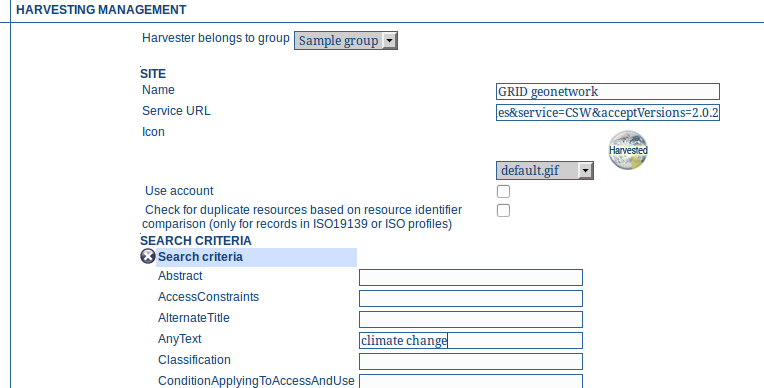 HARVESTING MANAGEMENT
Harvester belongs to group Sample group
SITE
Name GRID geonetwork
Service URL es&service=CSW&acceptVersions=2.0.2
Icon
Harvested
default.gif
Use account
Check for duplicate resources based on resource identifier
comparison (only for records in ISO19139 or ISO profiles)
SEARCH CRITERIA
Search criteria
Abstract
AccessConstraints
AlternateTitle
AnyText climate change
Classification
ConditionApplyingToAccessAndUse